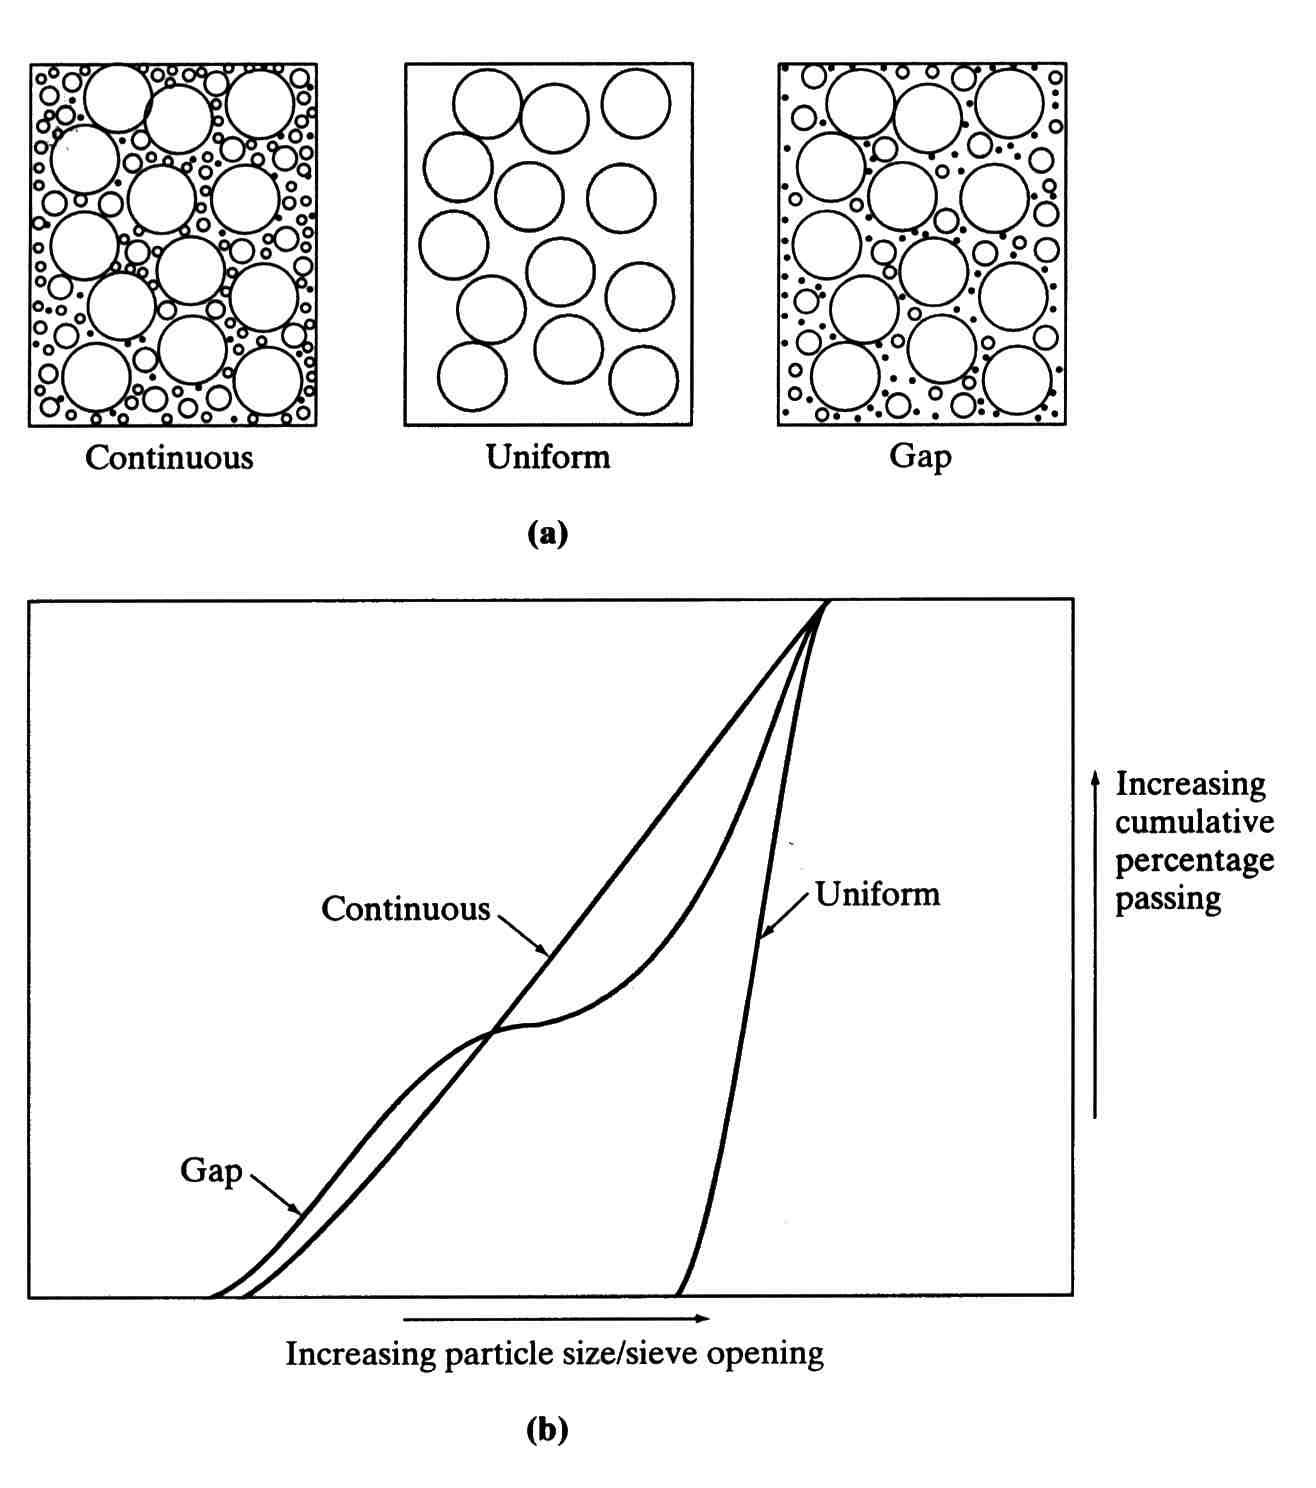 Continuous
Uniform
Gap
(a)
Continuous
Uniform
Gap
Increasing
cumulative
percentage
passing
Increasing particle size/sieve opening
(b)